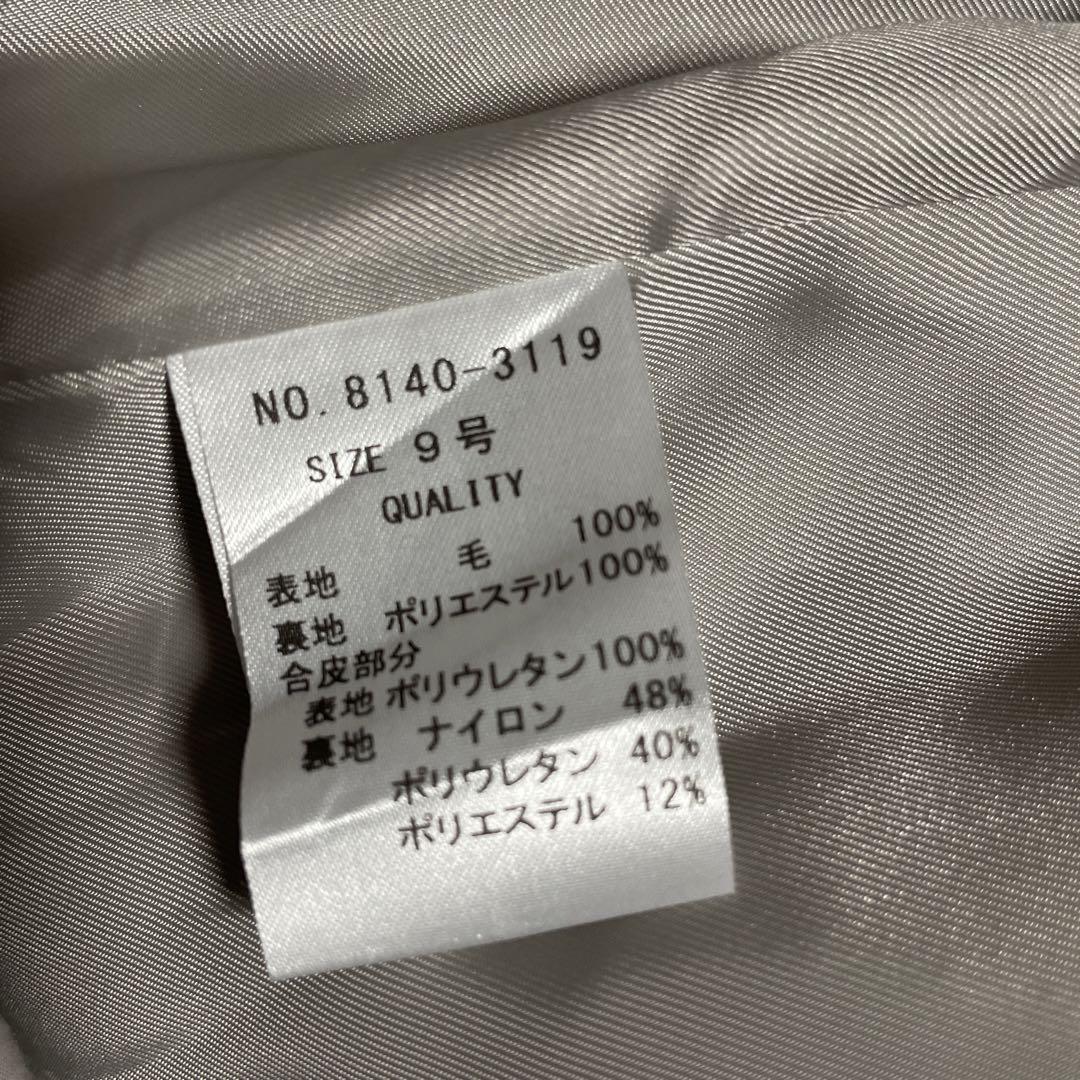 NO. 8140-3119
SIZE 9号
QUALITY
表地 毛 100%
裏地 ポリエステル100%
合皮部分
表地 ポリウレタン100%
裏地 ナイロン 48%
ポリウレタン 40%
ポリエステル 12%